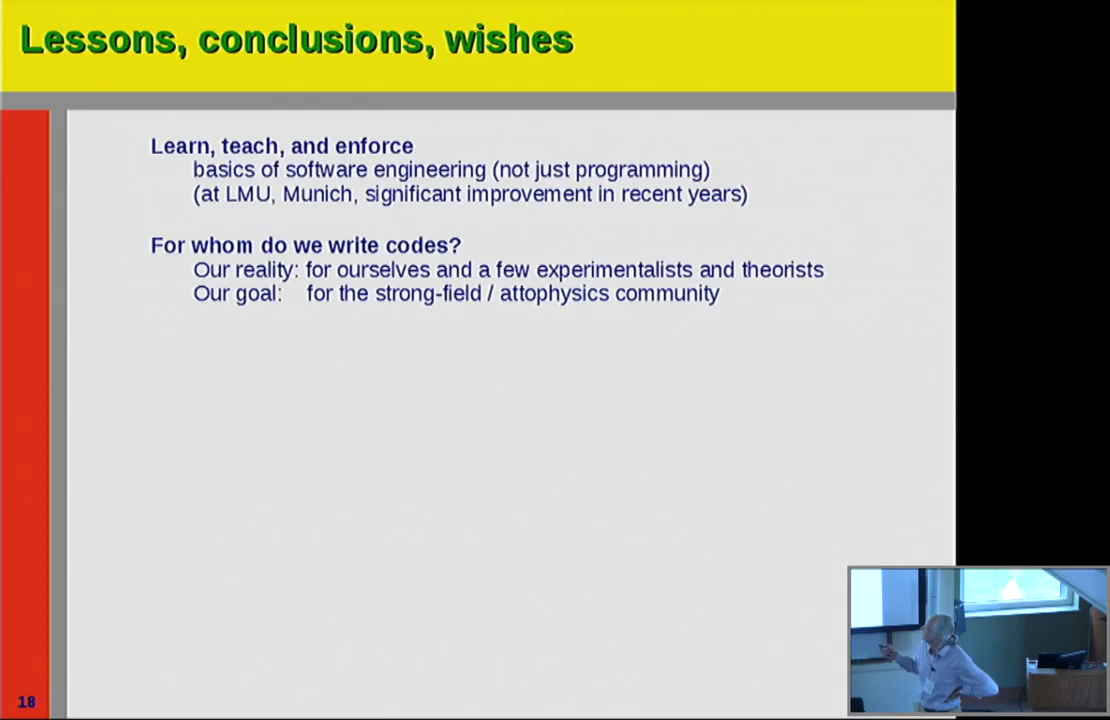 Lessons, conclusions, wishes
Learn, teach, and enforce
basics of software engineering (not just programming)
(at LMU, Munich, significant improvement in recent years)
For whom do we write codes?
Our reality: for ourselves and a few experimentalists and theorists
Our goal: for the strong-field / attophysics community
18